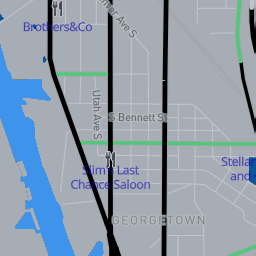 Ave S
Brothers&Co
Utah Ave S
S Bennett St
Slim's Last
Chance Saloon
Stella
and
GEORGETOWN